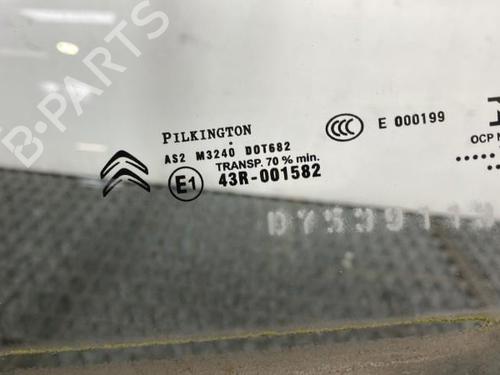 B-PARTS
PILKINGTON
AS2 M3240 DOT682
TRANSP. 70 % min.
E1 43R-001582
CCC E 000199
OCP